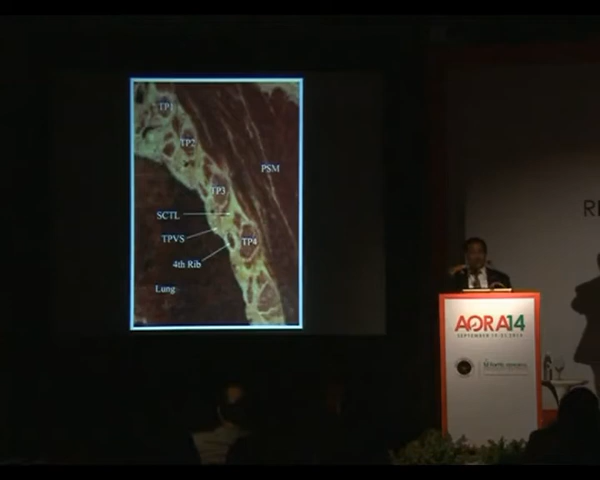 TP1
TP2
PSM
TP3
SCTL
TPVS
TP4
4th Rib
Lung
AORA14